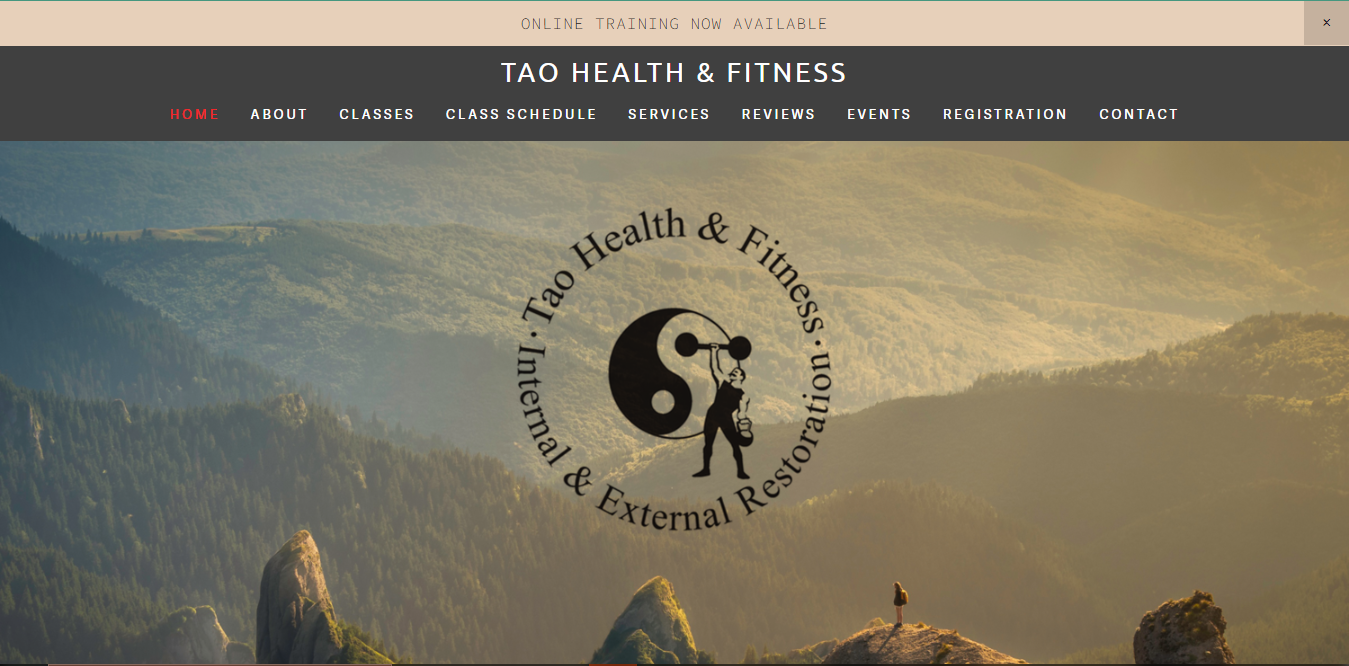 ONLINE TRAINING NOW AVAILABLE
×
TAO HEALTH & FITNESS
HOME ABOUT CLASSES CLASS SCHEDULE SERVICES REVIEWS EVENTS REGISTRATION CONTACT
· Tao Health & Fitness ·
Internal & External Restoration